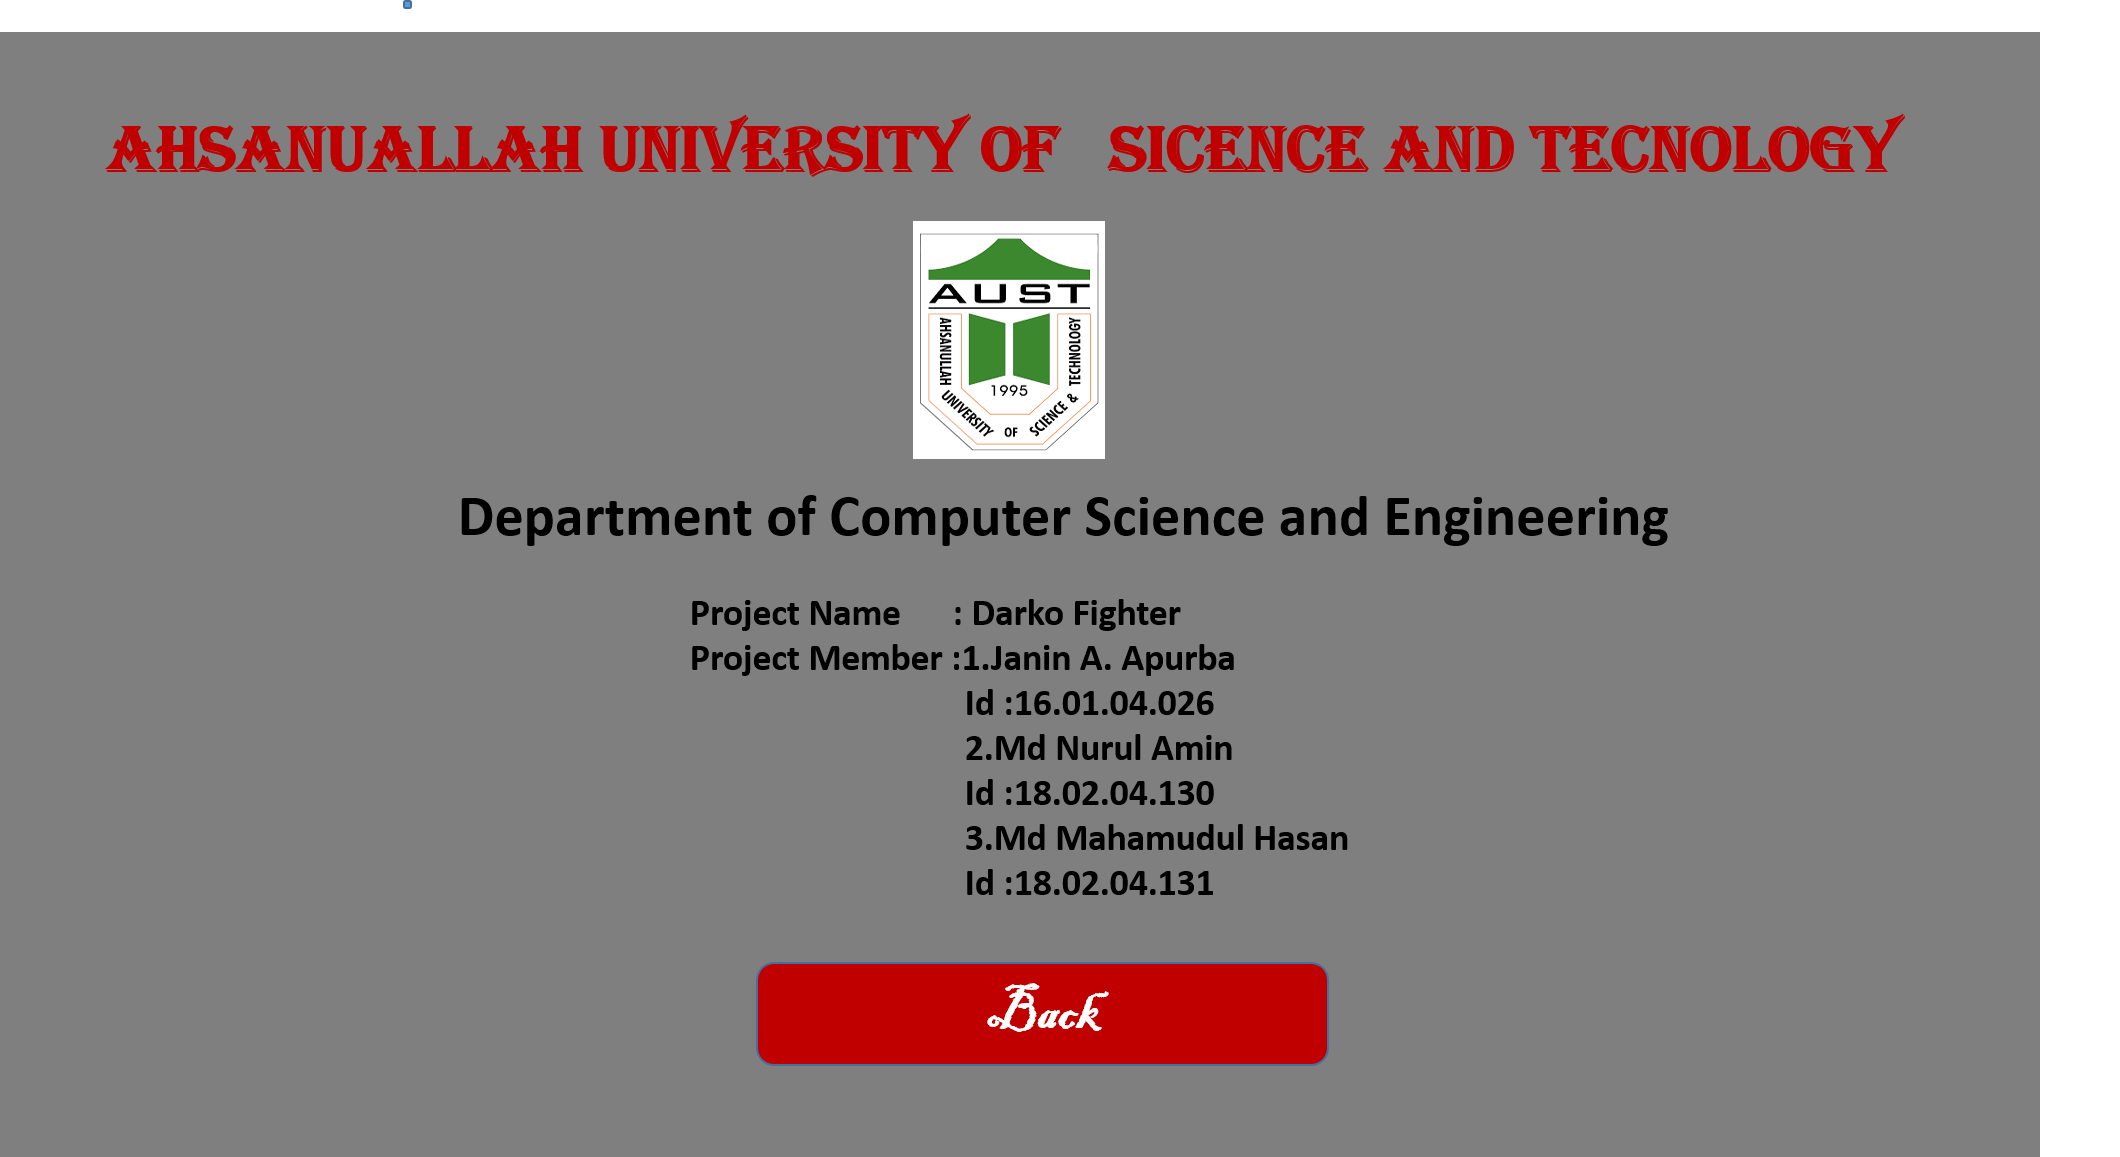 AHSANUALLAH UNIVERSITY OF   SICENCE AND TECNOLOGY
AUST
AHSANULLAH UNIVERSITY OF SCIENCE & TECHNOLOGY
1995
Department of Computer Science and Engineering
Project Name      : Darko Fighter
Project Member :1.Janin A. Apurba
Id :16.01.04.026
2.Md Nurul Amin
Id :18.02.04.130
3.Md Mahamudul Hasan
Id :18.02.04.131
Back